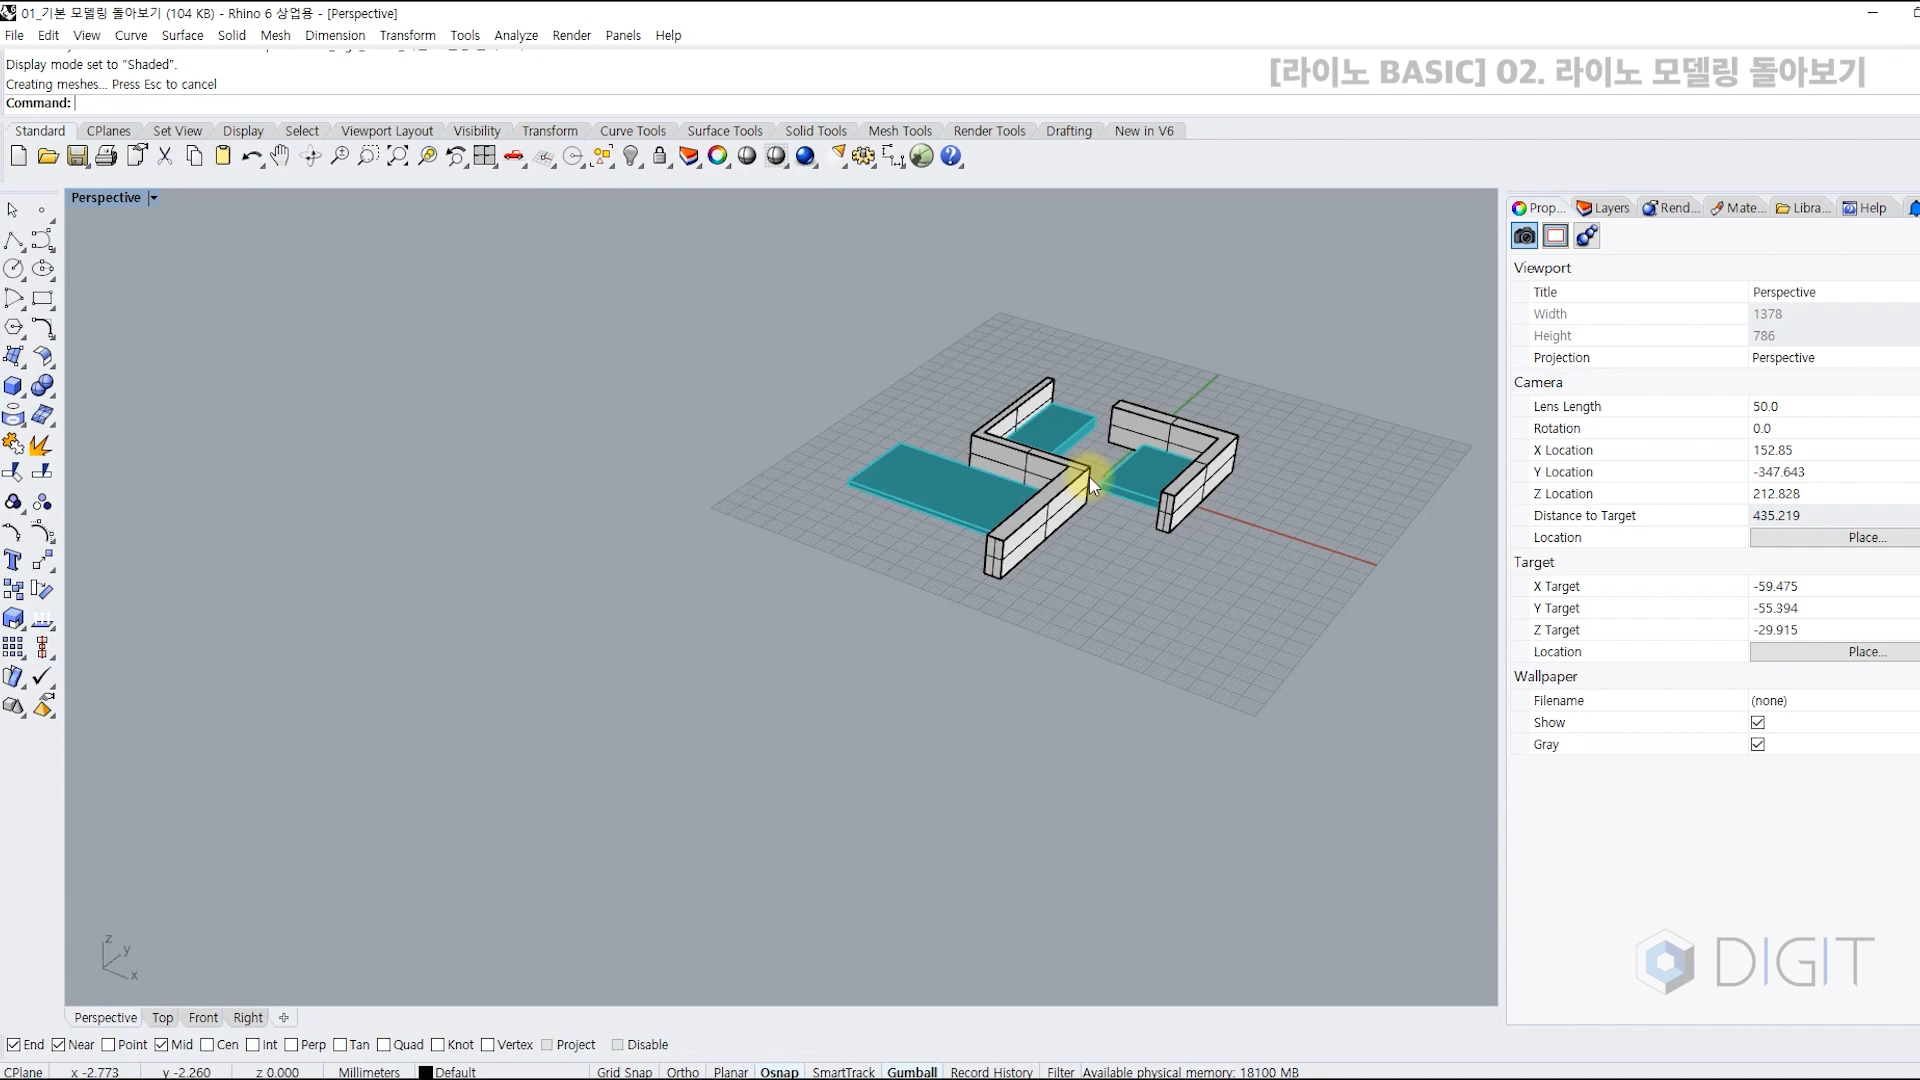 01_기본 모델링 돌아보기 (104 KB) - Rhino 6 상업용 - [Perspective]
File Edit View Curve Surface Solid Mesh Dimension Transform Tools Analyze Render Panels Help
Display mode set to "Shaded".
Creating meshes... Press Esc to cancel
Command:
[라이노 BASIC] 02. 라이노 모델링 돌아보기
Standard CPlanes Set View Display Select Viewport Layout Visibility Transform Curve Tools Surface Tools Solid Tools Mesh Tools Render Tools Drafting New in V6
Perspective
Prop... Layers Rend... Mate... Libra... Help
Viewport
Title Perspective
Width 1378
Height 786
Projection Perspective
Camera
Lens Length 50.0
Rotation 0.0
X Location 152.85
Y Location -347.643
Z Location 212.828
Distance to Target 435.219
Location Place...
Target
X Target -59.475
Y Target -55.394
Z Target -29.915
Location Place...
Wallpaper
Filename (none)
Show
Gray
z
y
x
DIGIT
Perspective Top Front Right
End Near Point Mid Cen Int Perp Tan Quad Knot Vertex Project Disable
CPlane x -2.773 y -2.260 z 0.000 Millimeters Default Grid Snap Ortho Planar Osnap SmartTrack Gumball Record History Filter Available physical memory: 18100 MB